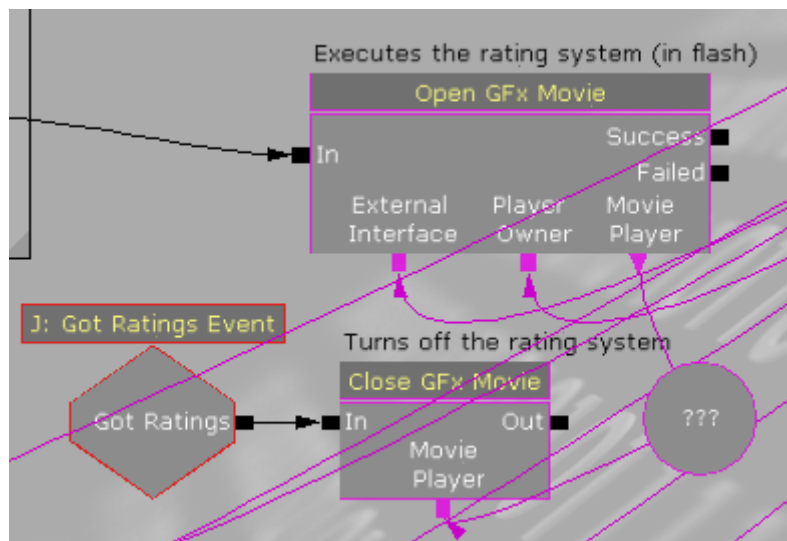 Executes the rating system (in flash)
Open GFx Movie
In
Success
Failed
External Interface
Player Owner
Movie Player
J: Got Ratings Event
Got Ratings
Turns off the rating system
Close GFx Movie
In
Out
Movie
Player
???